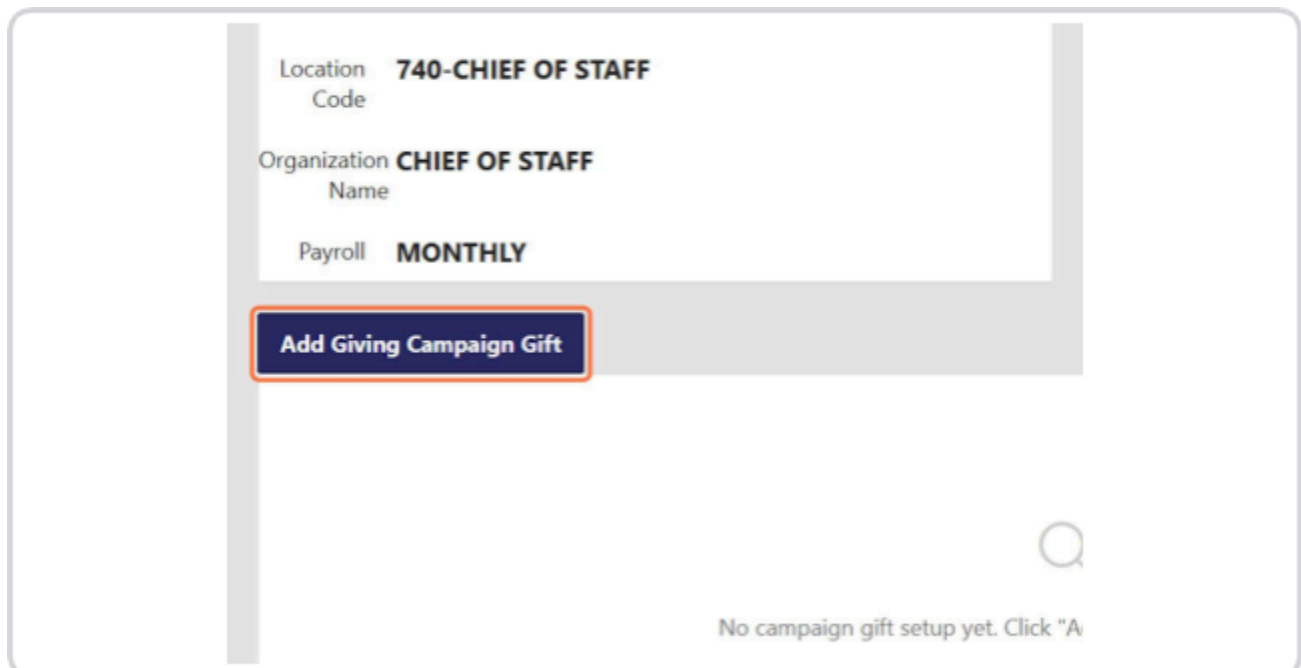 Location 740-CHIEF OF STAFF
Code
Organization CHIEF OF STAFF
Name
Payroll MONTHLY
Add Giving Campaign Gift
No campaign gift setup yet. Click "A